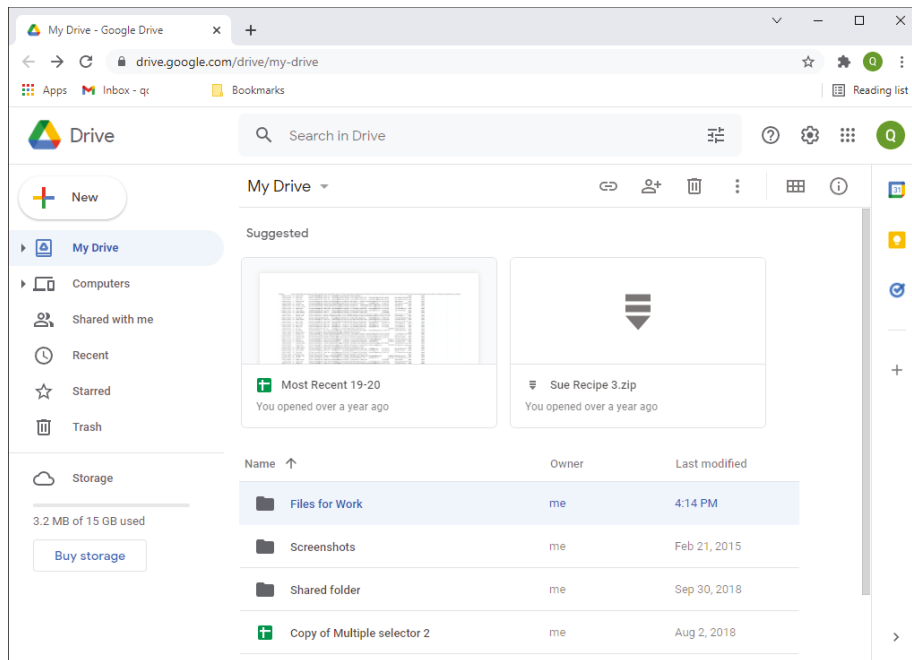 My Drive - Google Drive
drive.google.com/drive/my-drive
Q
Apps
Inbox - qc
Bookmarks
Reading list
Drive
Search in Drive
Q
New
My Drive
My Drive
Computers
Shared with me
Recent
Starred
Trash
Storage
3.2 MB of 15 GB used
Buy storage
Suggested
Most Recent 19-20
You opened over a year ago
Sue Recipe 3.zip
You opened over a year ago
Name Owner Last modified
Files for Work me 4:14 PM
Screenshots me Feb 21, 2015
Shared folder me Sep 30, 2018
Copy of Multiple selector 2 me Aug 2, 2018
31